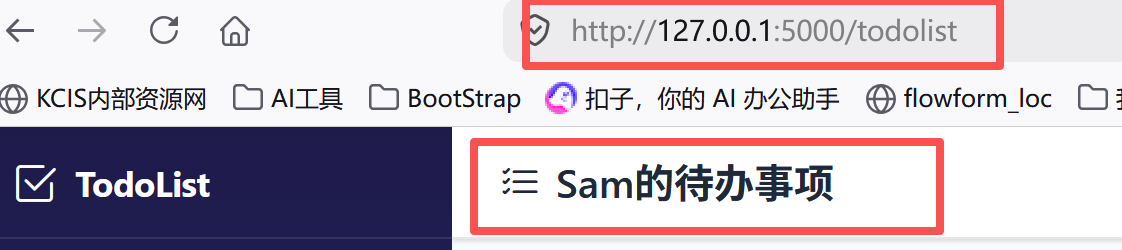 http://127.0.0.1:5000/todolist
KCIS内部资源网 AI工具 BootStrap 扣子，你的 AI 办公助手 flowform_loc
TodoList
Sam的待办事项